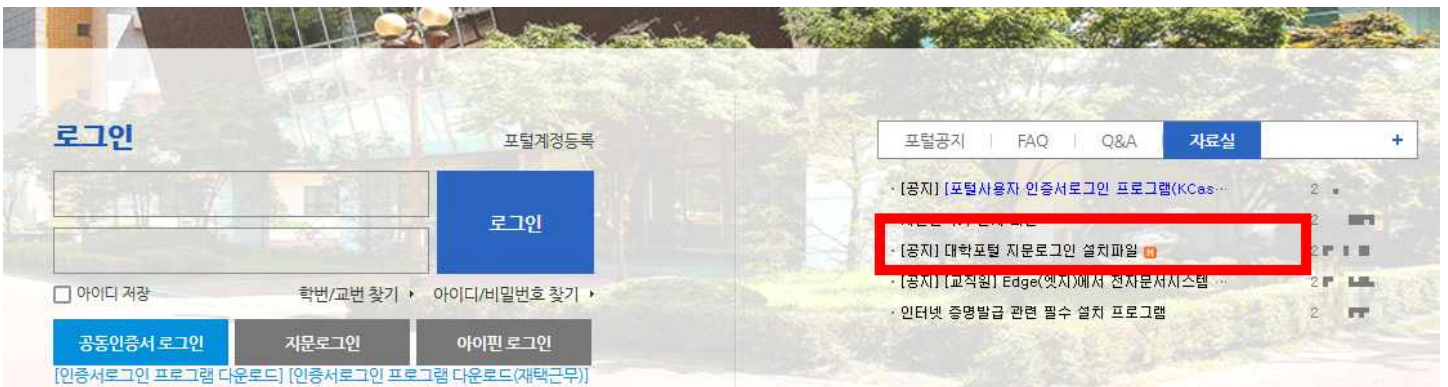 로그인
포털계정등록
로그인
아이디 저장
학번/교번 찾기
아이디/비밀번호 찾기
공동인증서 로그인
지문로그인
아이핀 로그인
[인증서로그인 프로그램 다운로드] [인증서로그인 프로그램 다운로드(재택근무)]
포털공지 | FAQ | Q&A 자료실 +
· [공지] [포털사용자 인증서로그인 프로그램(KCas… 2
2
· [공지] 대학포털 지문로그인 설치파일 H 2
· [공지] [교직원] Edge(엣지)에서 전자문서시스템 … 2
· 인터넷 증명발급 관련 필수 설치 프로그램 2